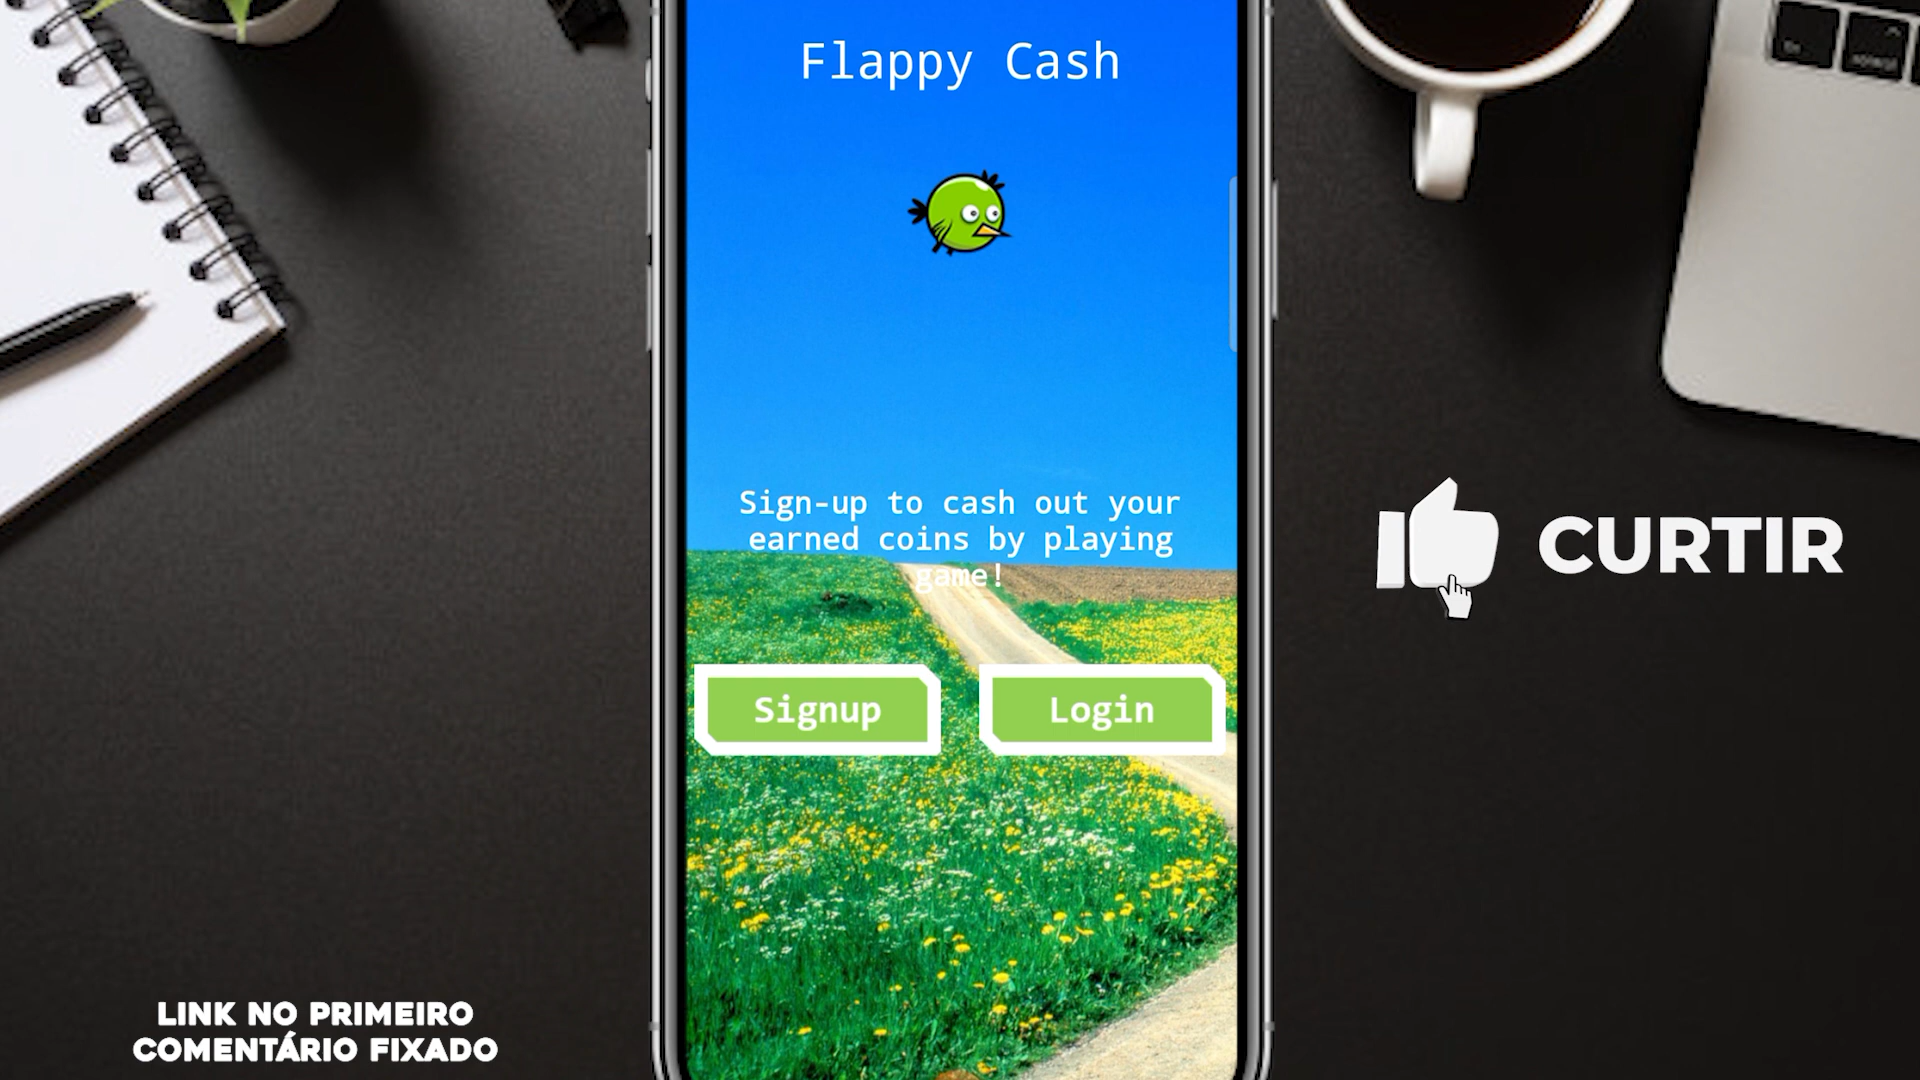 Flappy Cash
Sign-up to cash out your
earned coins by playing
game!
CURTIR
Signup
Login
LINK NO PRIMEIRO
COMENTÁRIO FIXADO